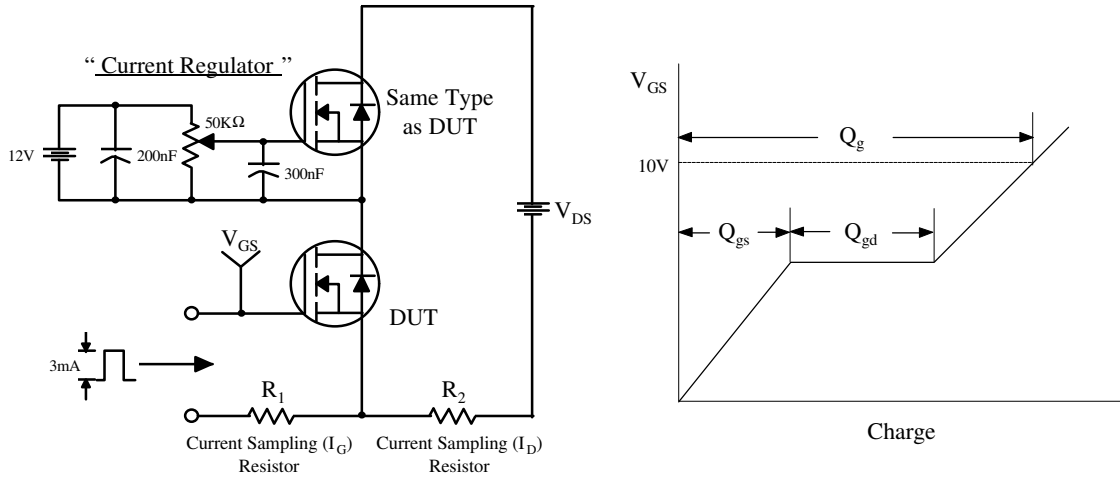 “ Current Regulator ”
50KΩ
12V
200nF
300nF
Same Type
as DUT
V_DS
V_GS
DUT
3mA
R_1
R_2
Current Sampling (I_G)
Resistor
Current Sampling (I_D)
Resistor
V_GS
Q_g
10V
Q_gs
Q_gd
Charge